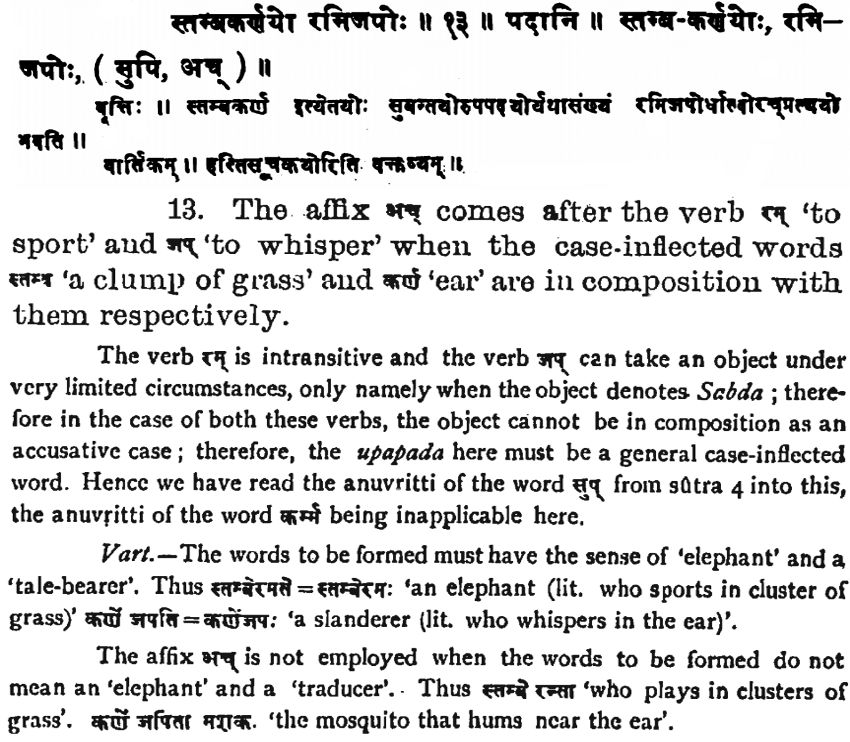 स्तम्बकर्णयो रमिजपोः ॥ १३ ॥ पदानि ॥ स्तम्ब-कर्णयोः, रमि–
जपोः, ( सुपि, अच् ) ॥
वृत्तिः ॥ स्तम्बकर्ण इत्येतयोः सुबन्तयोरुपपदयोर्यथासंख्यं रमिजपोर्धात्वोरच्प्रत्ययो
भवति ॥
वार्तिकम् ॥ हस्तिसूचकयोरिति वक्तव्यम् ॥
13. The affix अच् comes after the verb रम् ‘to
sport’ and जप् ‘to whisper’ when the case-inflected words
स्तम्ब ‘a clump of grass’ and कर्ण ‘ear’ are in composition with
them respectively.
The verb रम् is intransitive and the verb जप् can take an object under
very limited circumstances, only namely when the object denotes Sabda ; there-
fore in the case of both these verbs, the object cannot be in composition as an
accusative case ; therefore, the upapada here must be a general case-inflected
word. Hence we have read the anuvritti of the word सुप् from sûtra 4 into this,
the anuvṛitti of the word कर्म्म being inapplicable here.
Vart.—The words to be formed must have the sense of ‘elephant’ and a
‘tale-bearer’. Thus स्तम्बेरमते = स्तम्बेरमः ‘an elephant (lit. who sports in cluster of
grass)’ कर्णे जपति = कर्णेजपः ‘a slanderer (lit. who whispers in the ear)’.
The affix अच् is not employed when the words to be formed do not
mean an ‘elephant’ and a ‘traducer’. Thus स्तम्बे रन्ता ‘who plays in clusters of
grass’. कर्णे जपिता मशक. ‘the mosquito that hums near the ear’.